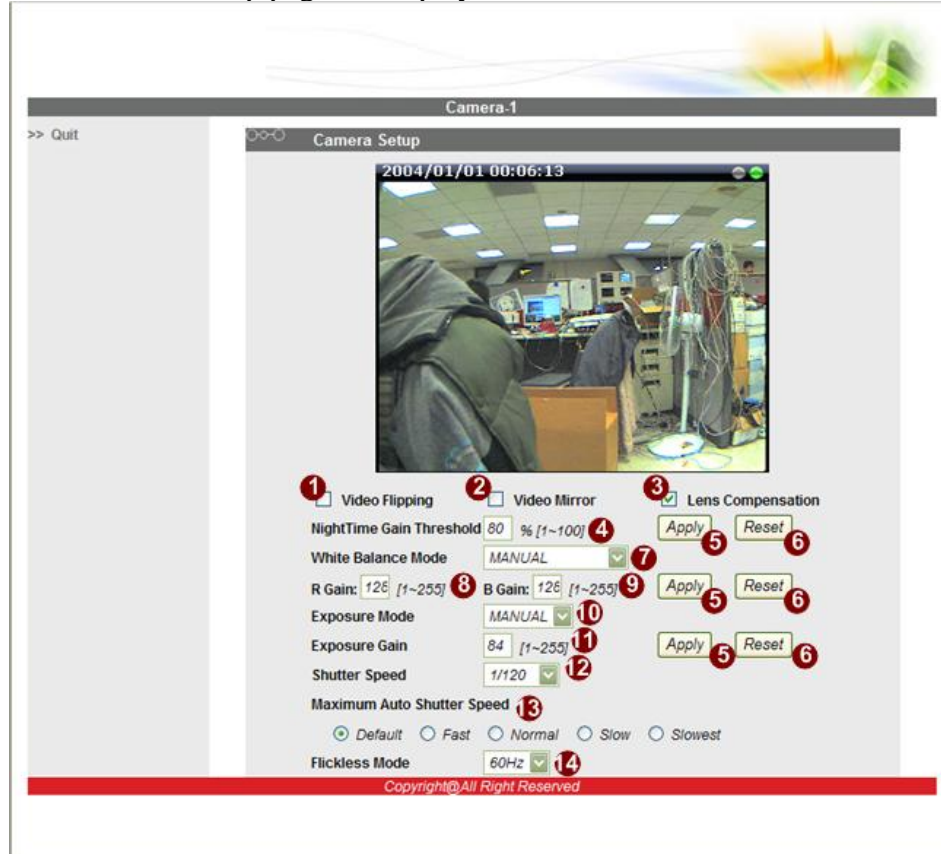 Camera-1
>> Quit
Camera Setup
2004/01/01 00:06:13
1 Video Flipping 2 Video Mirror 3 Lens Compensation
NightTime Gain Threshold 80 % [1~100] 4 Apply 5 Reset 6
White Balance Mode MANUAL 7
R Gain: 128 [1~255] 8 B Gain: 128 [1~255] 9 Apply 5 Reset 6
Exposure Mode MANUAL 10
Exposure Gain 84 [1~255] 11 Apply 5 Reset 6
Shutter Speed 1/120 12
Maximum Auto Shutter Speed 13
Default Fast Normal Slow Slowest
Flickless Mode 60Hz 14
Copyright@All Right Reserved